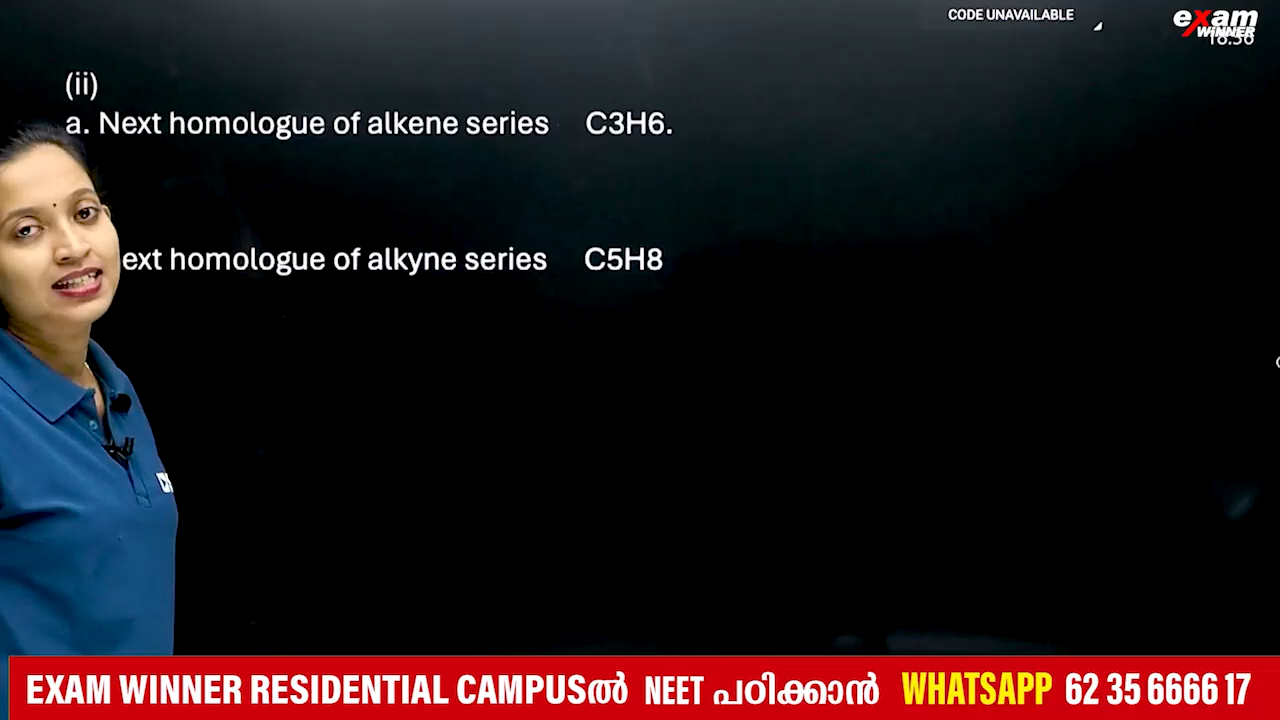 CODE UNAVAILABLE
exam
WiNNER
(ii)
a. Next homologue of alkene series C3H6.
ext homologue of alkyne series C5H8
EXAM WINNER RESIDENTIAL CAMPUSൽ NEET പഠിക്കാൻ WHATSAPP 62 35 6666 17